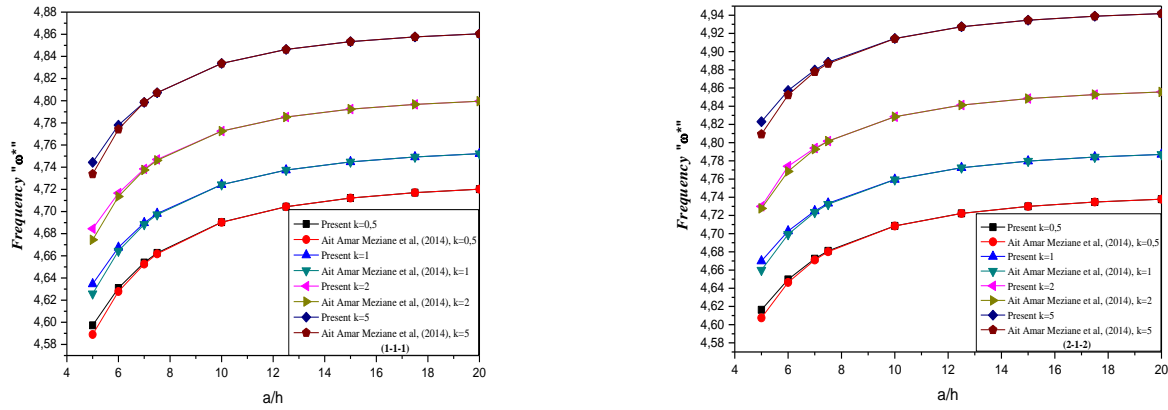 4,88
4,86
4,84
4,82
4,80
4,78
4,76
4,74
4,72
4,70
4,68
4,66
4,64
4,62
4,60
4,58
Frequency "ω*"
Present k=0,5
Ait Amar Meziane et al, (2014), k=0,5
Present k=1
Ait Amar Meziane et al, (2014), k=1
Present k=2
Ait Amar Meziane et al, (2014), k=2
Present k=5
Ait Amar Meziane et al, (2014), k=5
(1-1-1)
4 6 8 10 12 14 16 18 20
a/h
4,94
4,92
4,90
4,88
4,86
4,84
4,82
4,80
4,78
4,76
4,74
4,72
4,70
4,68
4,66
4,64
4,62
4,60
4,58
Frequency "ω*"
Present k=0,5
Ait Amar Meziane et al, (2014), k=0,5
Present k=1
Ait Amar Meziane et al, (2014), k=1
Present k=2
Ait Amar Meziane et al, (2014), k=2
Present k=5
Ait Amar Meziane et al, (2014), k=5
(2-1-2)
4 6 8 10 12 14 16 18 20
a/h